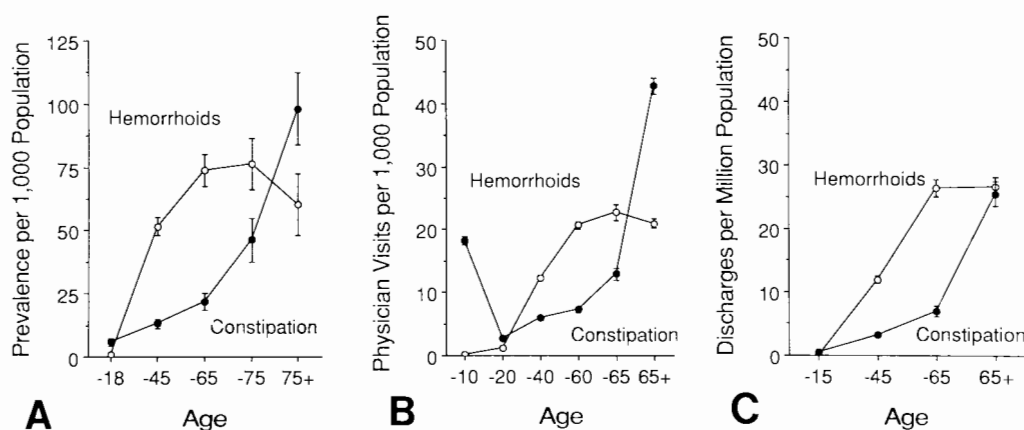 Prevalence per 1,000 Population
125
100
75
50
25
0
Hemorrhoids
Constipation
-18 -45 -65 -75 75+
A
Age
Physician Visits per 1,000 Population
50
40
30
20
10
0
Hemorrhoids
Constipation
-10 -20 -40 -60 -65 65+
B
Age
Discharges per Million Population
50
40
30
20
10
0
Hemorrhoids
Constipation
-15 -45 -65 65+
C
Age